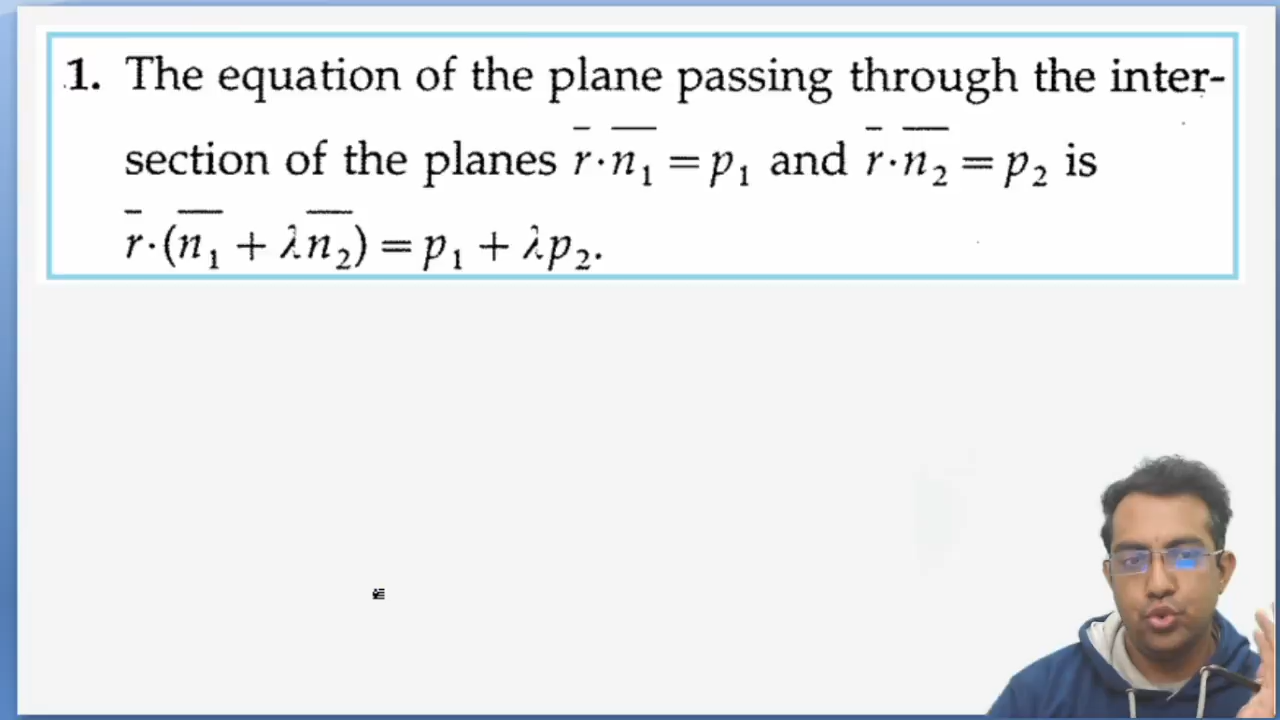 1. The equation of the plane passing through the inter-
section of the planes r̄·n̄₁ = p₁ and r̄·n̄₂ = p₂ is
r̄·(n̄₁ + λn̄₂) = p₁ + λp₂.